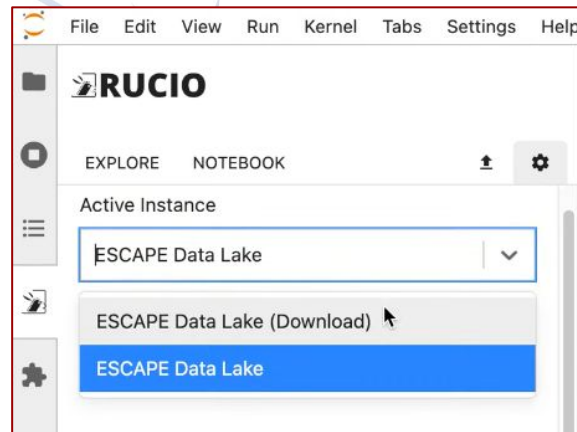 File Edit View Run Kernel Tabs Settings Help
RUCIO
EXPLORE NOTEBOOK
Active Instance
ESCAPE Data Lake
ESCAPE Data Lake (Download)
ESCAPE Data Lake